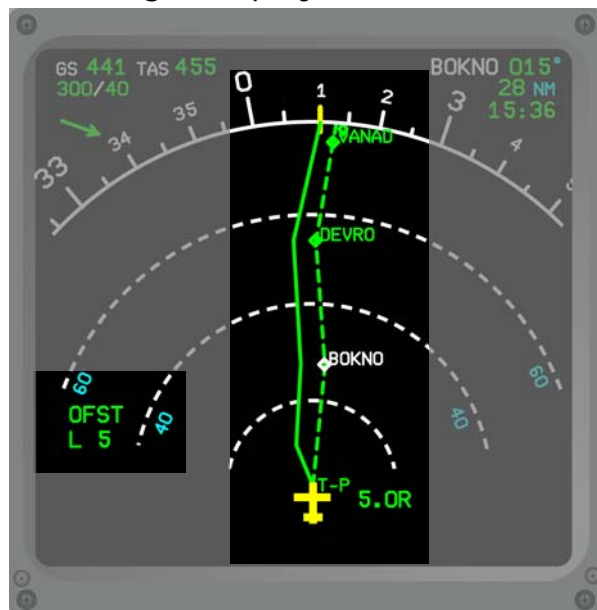 GS 441 TAS 455
300/40
BOKNO 015°
28 NM
15:36
33
34
35
0
1
2
3
4
VANAD
DEVRO
BOKNO
60
40
60
40
OFST
L 5
T-P
5.0R